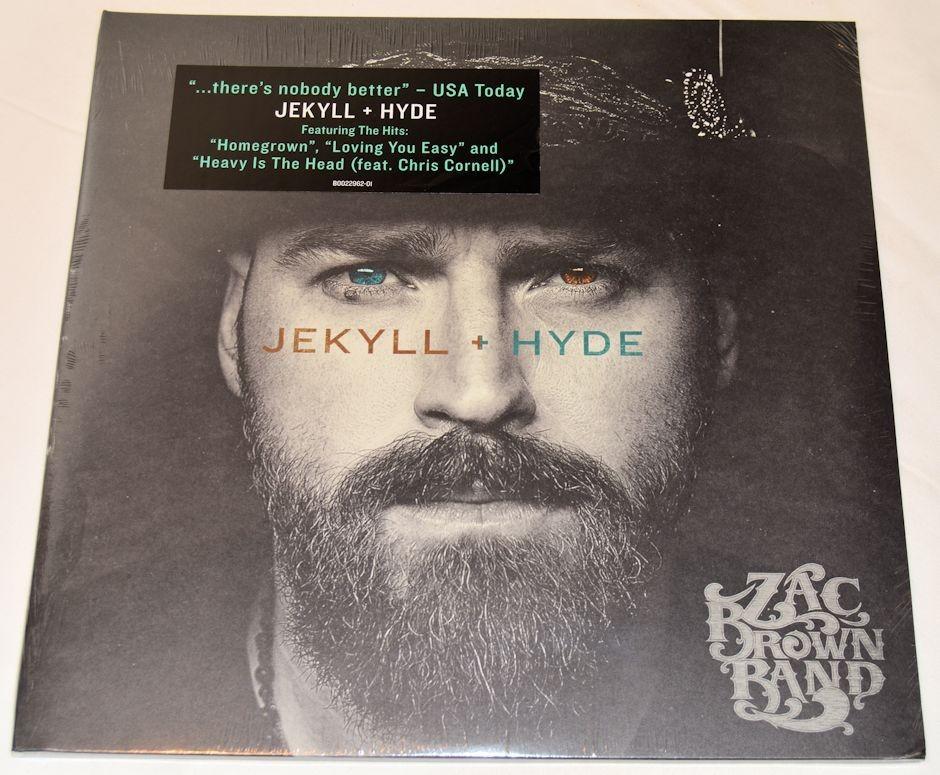 “...there’s nobody better” – USA Today
JEKYLL + HYDE
Featuring The Hits:
“Homegrown”, “Loving You Easy” and
“Heavy Is The Head (feat. Chris Cornell)”
B0022962-01
JEKYLL + HYDE
ZAC
BROWN
BAND